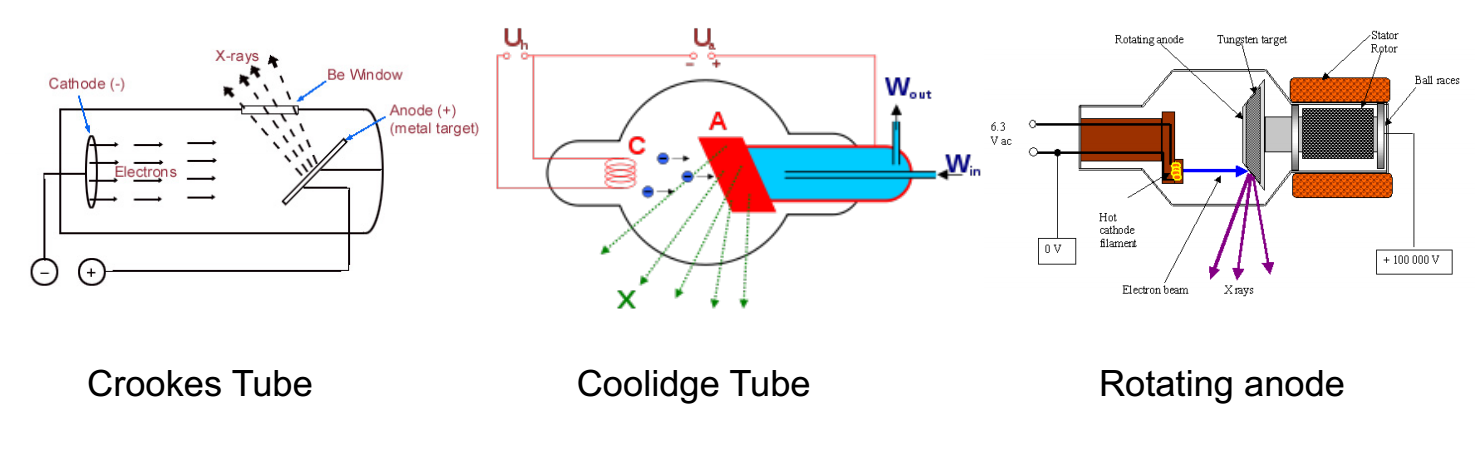 X-rays
Be Window
Cathode (-)
Anode (+)
(metal target)
Electrons
−
+
Crookes Tube
Uh
Ua
−
+
Wout
A
C
Win
X
Coolidge Tube
Rotating anode
Tungsten target
Stator
Rotor
Ball races
6.3
V ac
Hot
cathode
filament
0 V
+ 100 000 V
Electron beam
X rays
Rotating anode